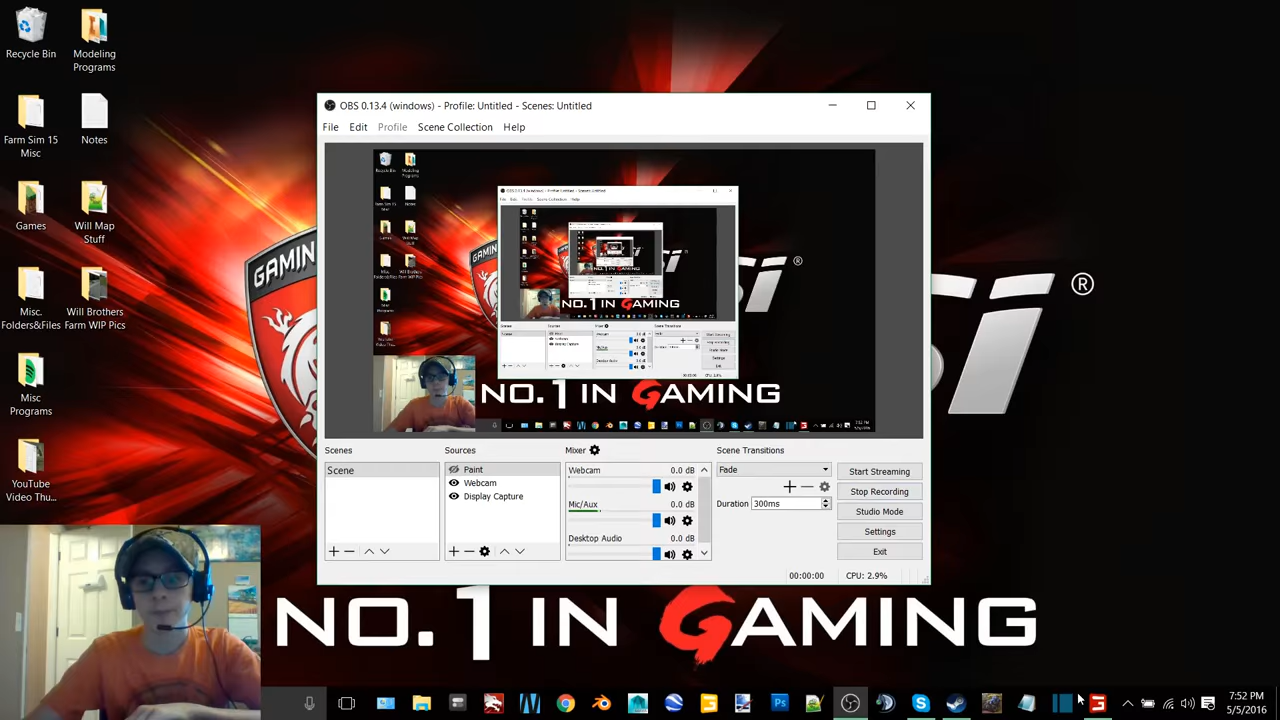 Recycle Bin
Modeling
Programs
Farm Sim 15
Misc
Notes
Games
Will Map
Stuff
Misc.
Folders&Files
Will Brothers
Farm WIP Pics
Misc
Programs
YouTube
Video Thu...
GAMIN
®
NO.1 IN GAMING
OBS 0.13.4 (windows) - Profile: Untitled - Scenes: Untitled
File Edit Profile Scene Collection Help
®
NO.1 IN GAMING
NO.1 IN GAMING
Scenes
Scene
Sources
Paint
Webcam
Display Capture
Mixer
Webcam 0.0 dB
Mic/Aux 0.0 dB
Desktop Audio 0.0 dB
Scene Transitions
Fade
Duration 300ms
Start Streaming
Stop Recording
Studio Mode
Settings
Exit
00:00:00 CPU: 2.9%
7:52 PM
5/5/2016